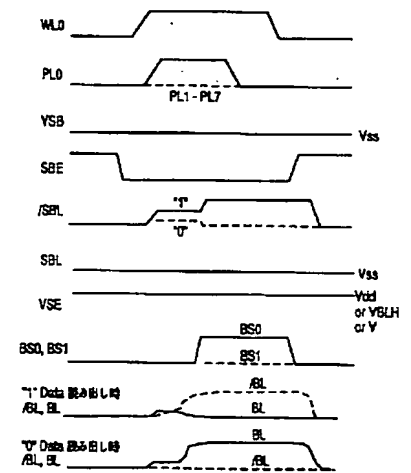 WL0
PL0
PL1 - PL7
VSB
Vss
SBE
/SBL
"1"
"0"
SBL
Vss
VSE
Vdd
or VBLH
or V
BS0, BS1
BS0
BS1
"1" Data 読み出し時
/BL, BL
/BL
BL
"0" Data 読み出し時
/BL, BL
BL
/BL